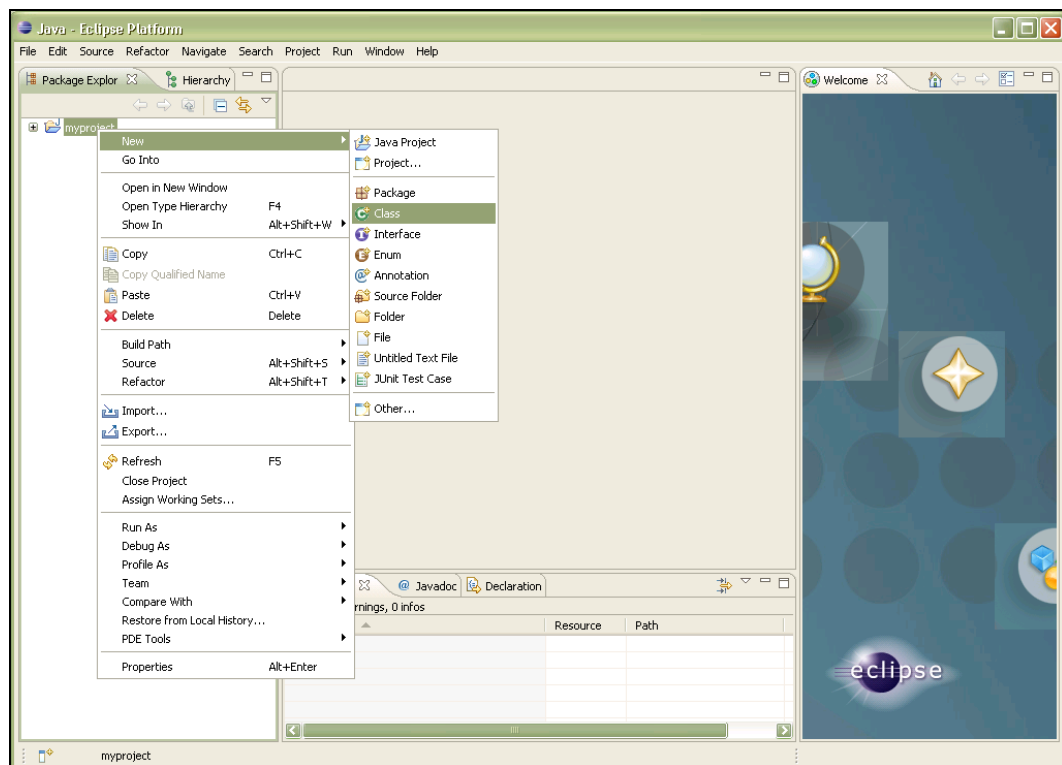 Java - Eclipse Platform
File Edit Source Refactor Navigate Search Project Run Window Help
Package Explor
Hierarchy
Welcome
myproject
New
Go Into
Open in New Window
Open Type Hierarchy F4
Show In Alt+Shift+W
Copy Ctrl+C
Copy Qualified Name
Paste Ctrl+V
Delete Delete
Build Path
Source Alt+Shift+S
Refactor Alt+Shift+T
Import...
Export...
Refresh F5
Close Project
Assign Working Sets...
Run As
Debug As
Profile As
Team
Compare With
Restore from Local History...
PDE Tools
Properties Alt+Enter
Java Project
Project...
Package
Class
Interface
Enum
Annotation
Source Folder
Folder
File
Untitled Text File
JUnit Test Case
Other...
@ Javadoc
Declaration
rnings, 0 infos
Resource Path
eclipse
myproject